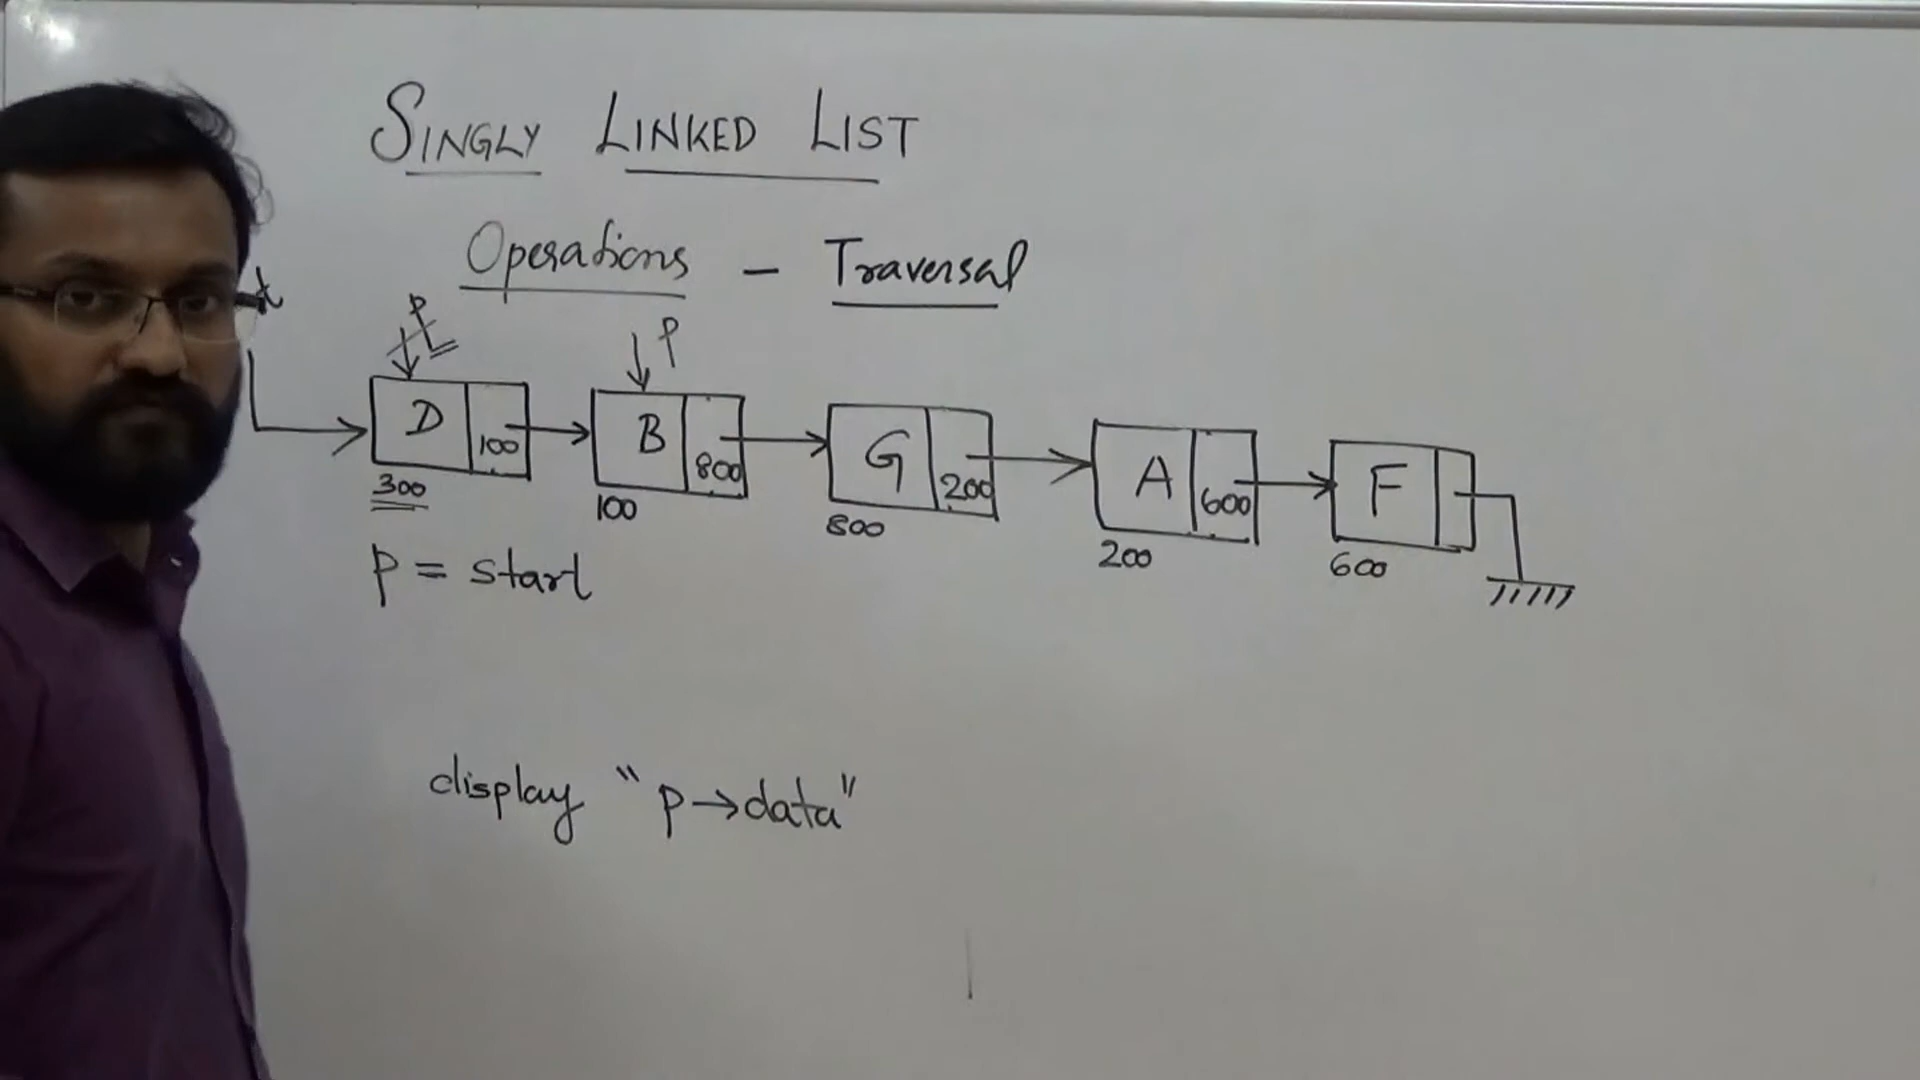 SINGLY LINKED LIST
Operations - Traversal
P P
D 100 B 800 G 200 A 600 F
300 100 800 200 600
P = start
display "p→data"